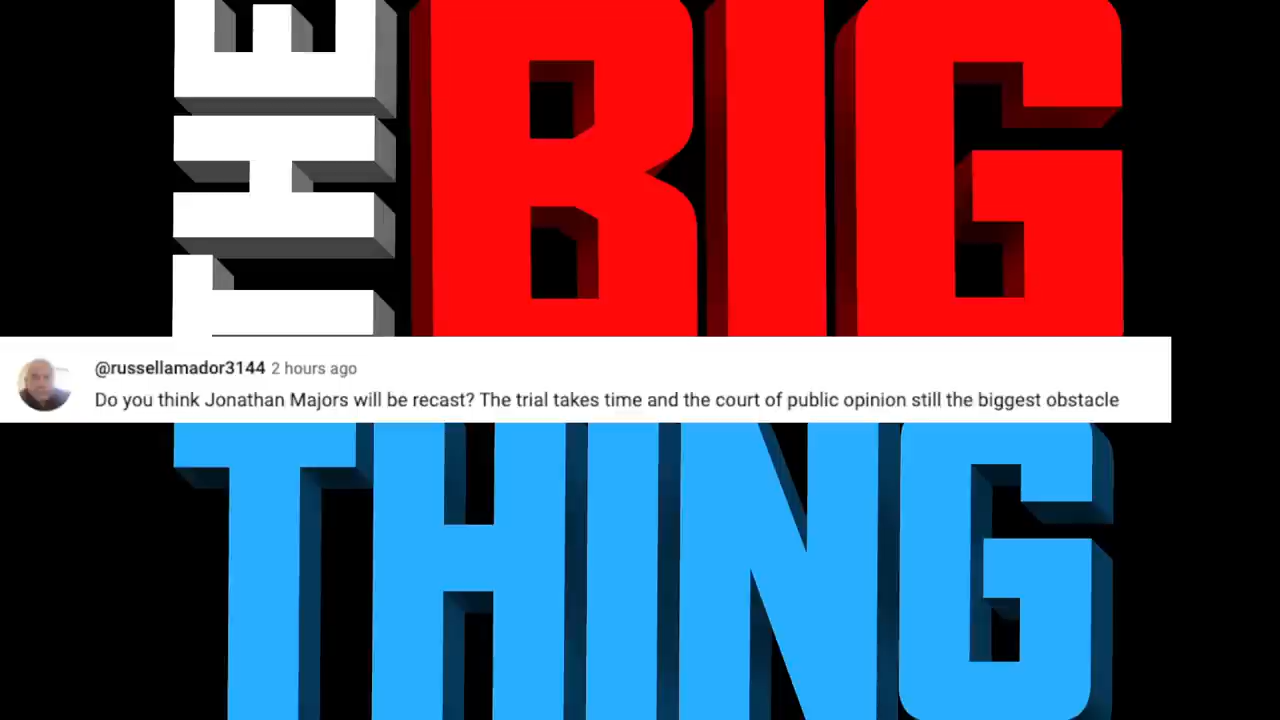 THE
BIG
@russellamador3144 2 hours ago
Do you think Jonathan Majors will be recast? The trial takes time and the court of public opinion still the biggest obstacle
THING